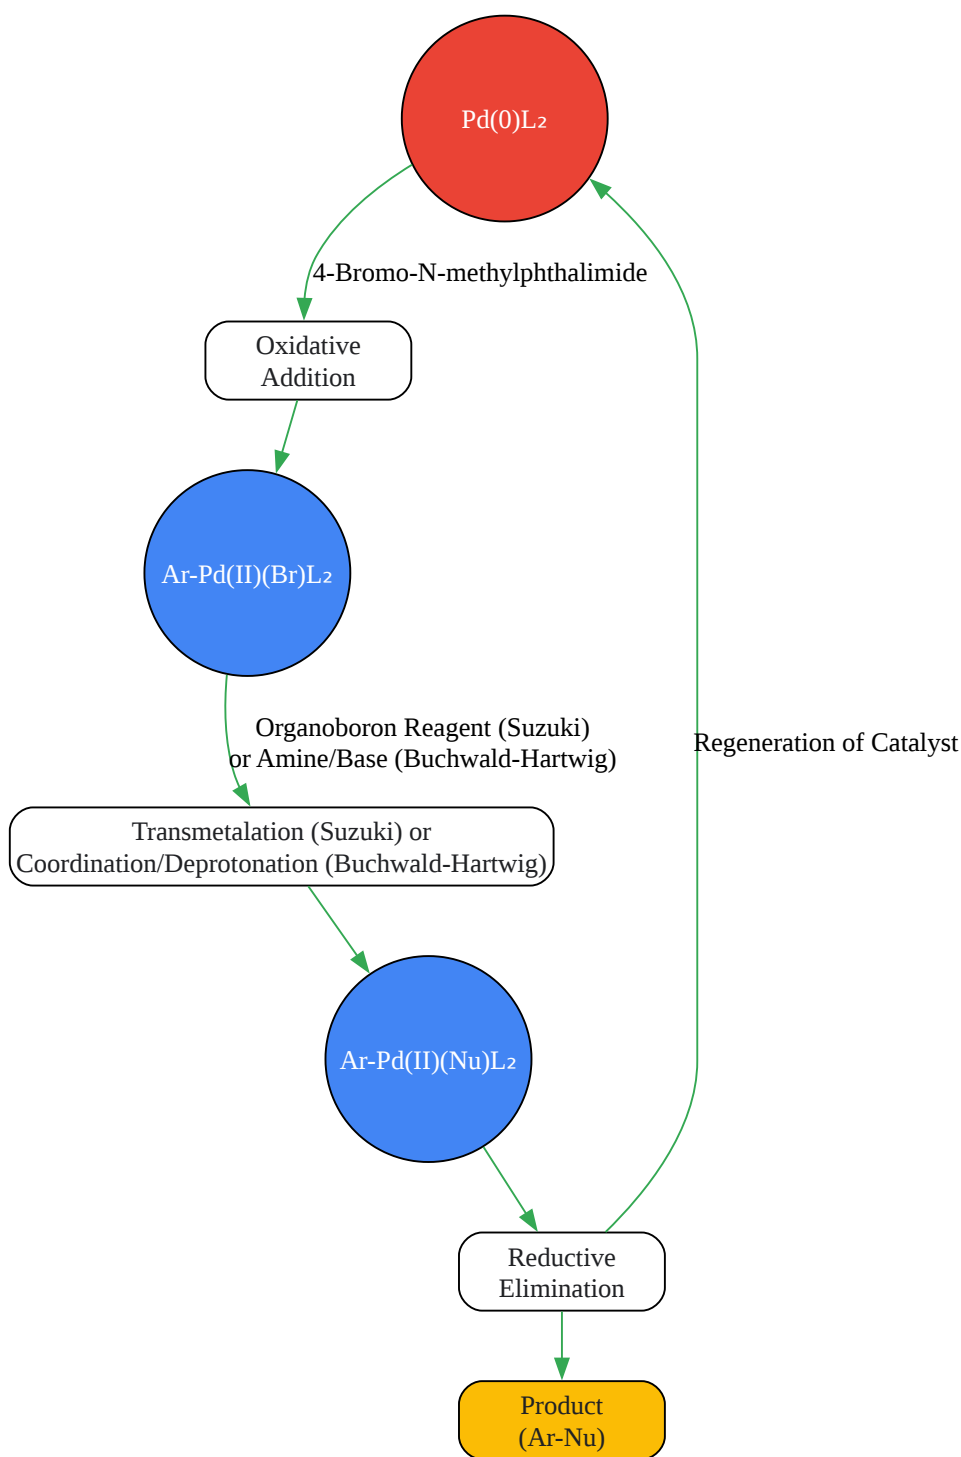 Pd(0)L₂
4-Bromo-N-methylphthalimide
Oxidative
Addition
Ar-Pd(II)(Br)L₂
Organoboron Reagent (Suzuki)
or Amine/Base (Buchwald-Hartwig)
Regeneration of Catalyst
Transmetalation (Suzuki) or
Coordination/Deprotonation (Buchwald-Hartwig)
Ar-Pd(II)(Nu)L₂
Reductive
Elimination
Product
(Ar-Nu)